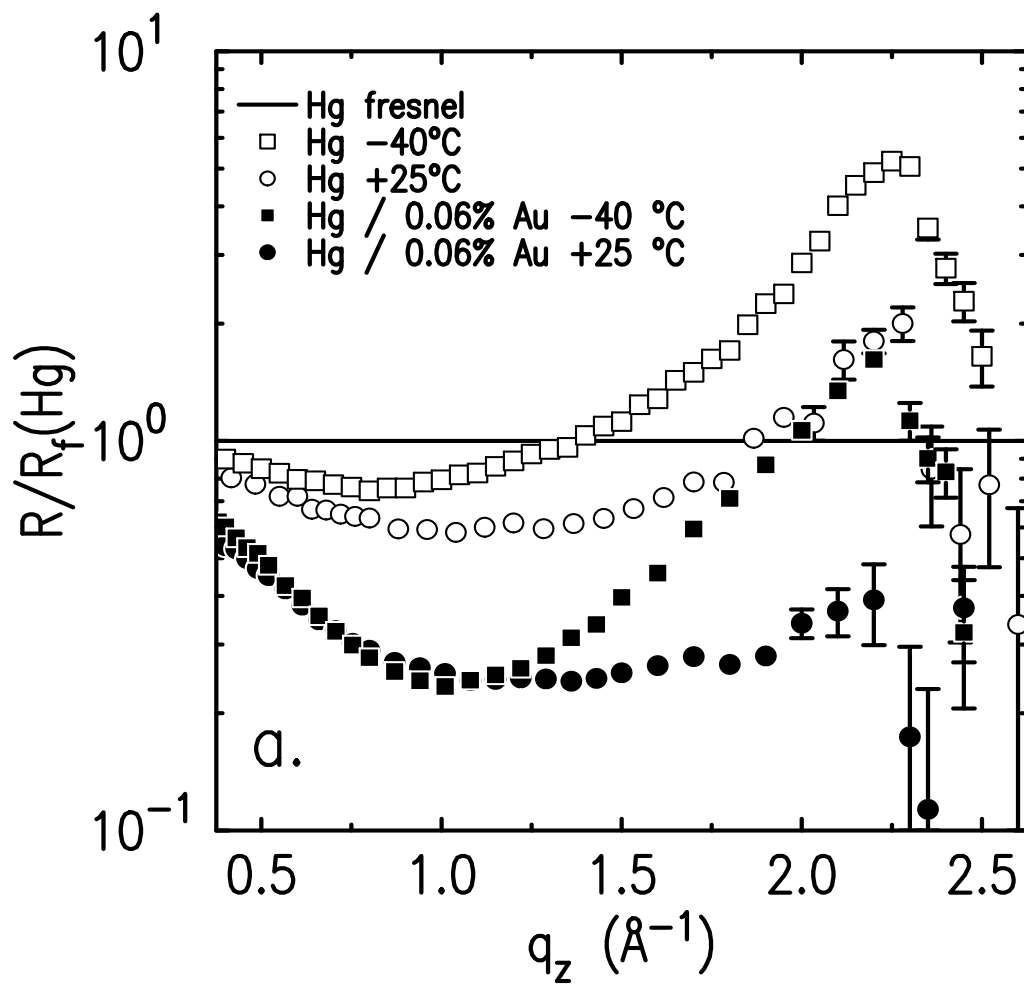 10¹
Hg fresnel
Hg −40°C
Hg +25°C
Hg / 0.06% Au −40 °C
Hg / 0.06% Au +25 °C
R/R_f(Hg)
10⁰
a.
10⁻¹
0.5 1.0 1.5 2.0 2.5
q_z (Å⁻¹)